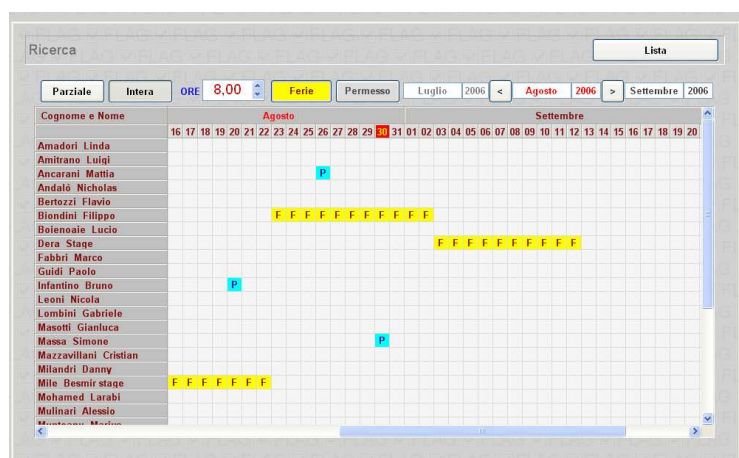 Ricerca
Lista
Parziale Intera ORE 8,00 Ferie Permesso Luglio 2006 < Agosto 2006 > Settembre 2006
Cognome e Nome Agosto Settembre
16 17 18 19 20 21 22 23 24 25 26 27 28 29 30 31 01 02 03 04 05 06 07 08 09 10 11 12 13 14 15 16 17 18 19 20
Amadori Linda
Amitrano Luigi
Ancarani Mattia P
Andaló Nicholas
Bertozzi Flavio
Biondini Filippo F F F F F F F F F F F
Boienoaie Lucio
Dera Stage F F F F F F F F F F
Fabbri Marco
Guidi Paolo
Infantino Bruno P
Leoni Nicola
Lombini Gabriele
Masotti Gianluca
Massa Simone P
Mazzavillani Cristian
Milandri Danny
Mile Besmir stage F F F F F F F
Mohamed Larabi
Mulinari Alessio